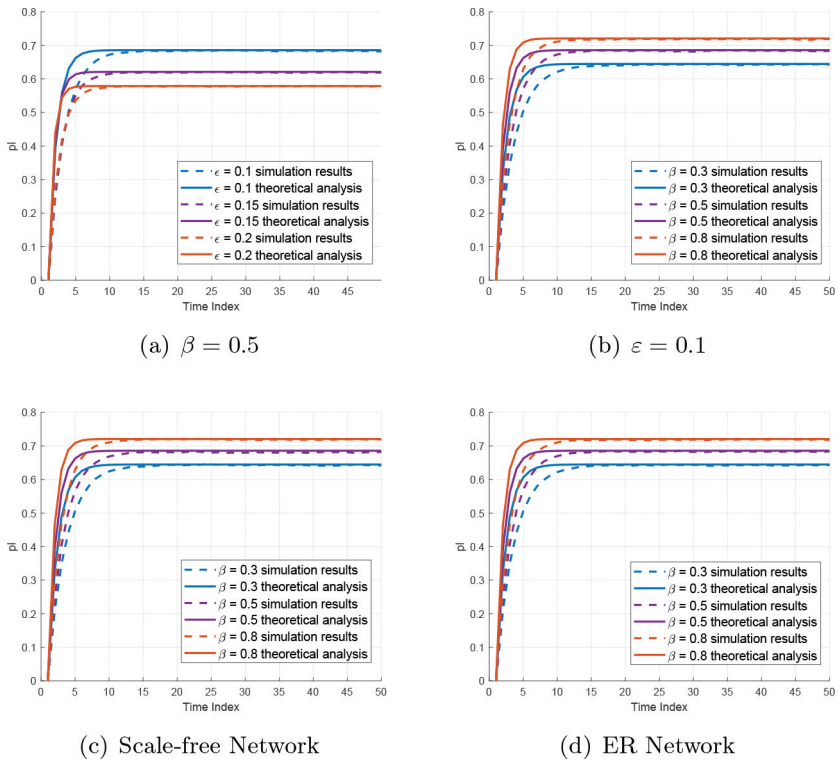 0.8
0.7
0.6
0.5
0.4
0.3
0.2
0.1
0
pl
ϵ = 0.1 simulation results
ϵ = 0.1 theoretical analysis
ϵ = 0.15 simulation results
ϵ = 0.15 theoretical analysis
ϵ = 0.2 simulation results
ϵ = 0.2 theoretical analysis
0 5 10 15 20 25 30 35 40 45
Time Index
(a) β = 0.5
0.8
0.7
0.6
0.5
0.4
0.3
0.2
0.1
0
pl
β = 0.3 simulation results
β = 0.3 theoretical analysis
β = 0.5 simulation results
β = 0.5 theoretical analysis
β = 0.8 simulation results
β = 0.8 theoretical analysis
0 5 10 15 20 25 30 35 40 45 50
Time Index
(b) ε = 0.1
0.8
0.7
0.6
0.5
0.4
0.3
0.2
0.1
0
pl
β = 0.3 simulation results
β = 0.3 theoretical analysis
β = 0.5 simulation results
β = 0.5 theoretical analysis
β = 0.8 simulation results
β = 0.8 theoretical analysis
0 5 10 15 20 25 30 35 40 45 50
Time Index
(c) Scale-free Network
0.8
0.7
0.6
0.5
0.4
0.3
0.2
0.1
0
pl
β = 0.3 simulation results
β = 0.3 theoretical analysis
β = 0.5 simulation results
β = 0.5 theoretical analysis
β = 0.8 simulation results
β = 0.8 theoretical analysis
0 5 10 15 20 25 30 35 40 45 50
Time Index
(d) ER Network